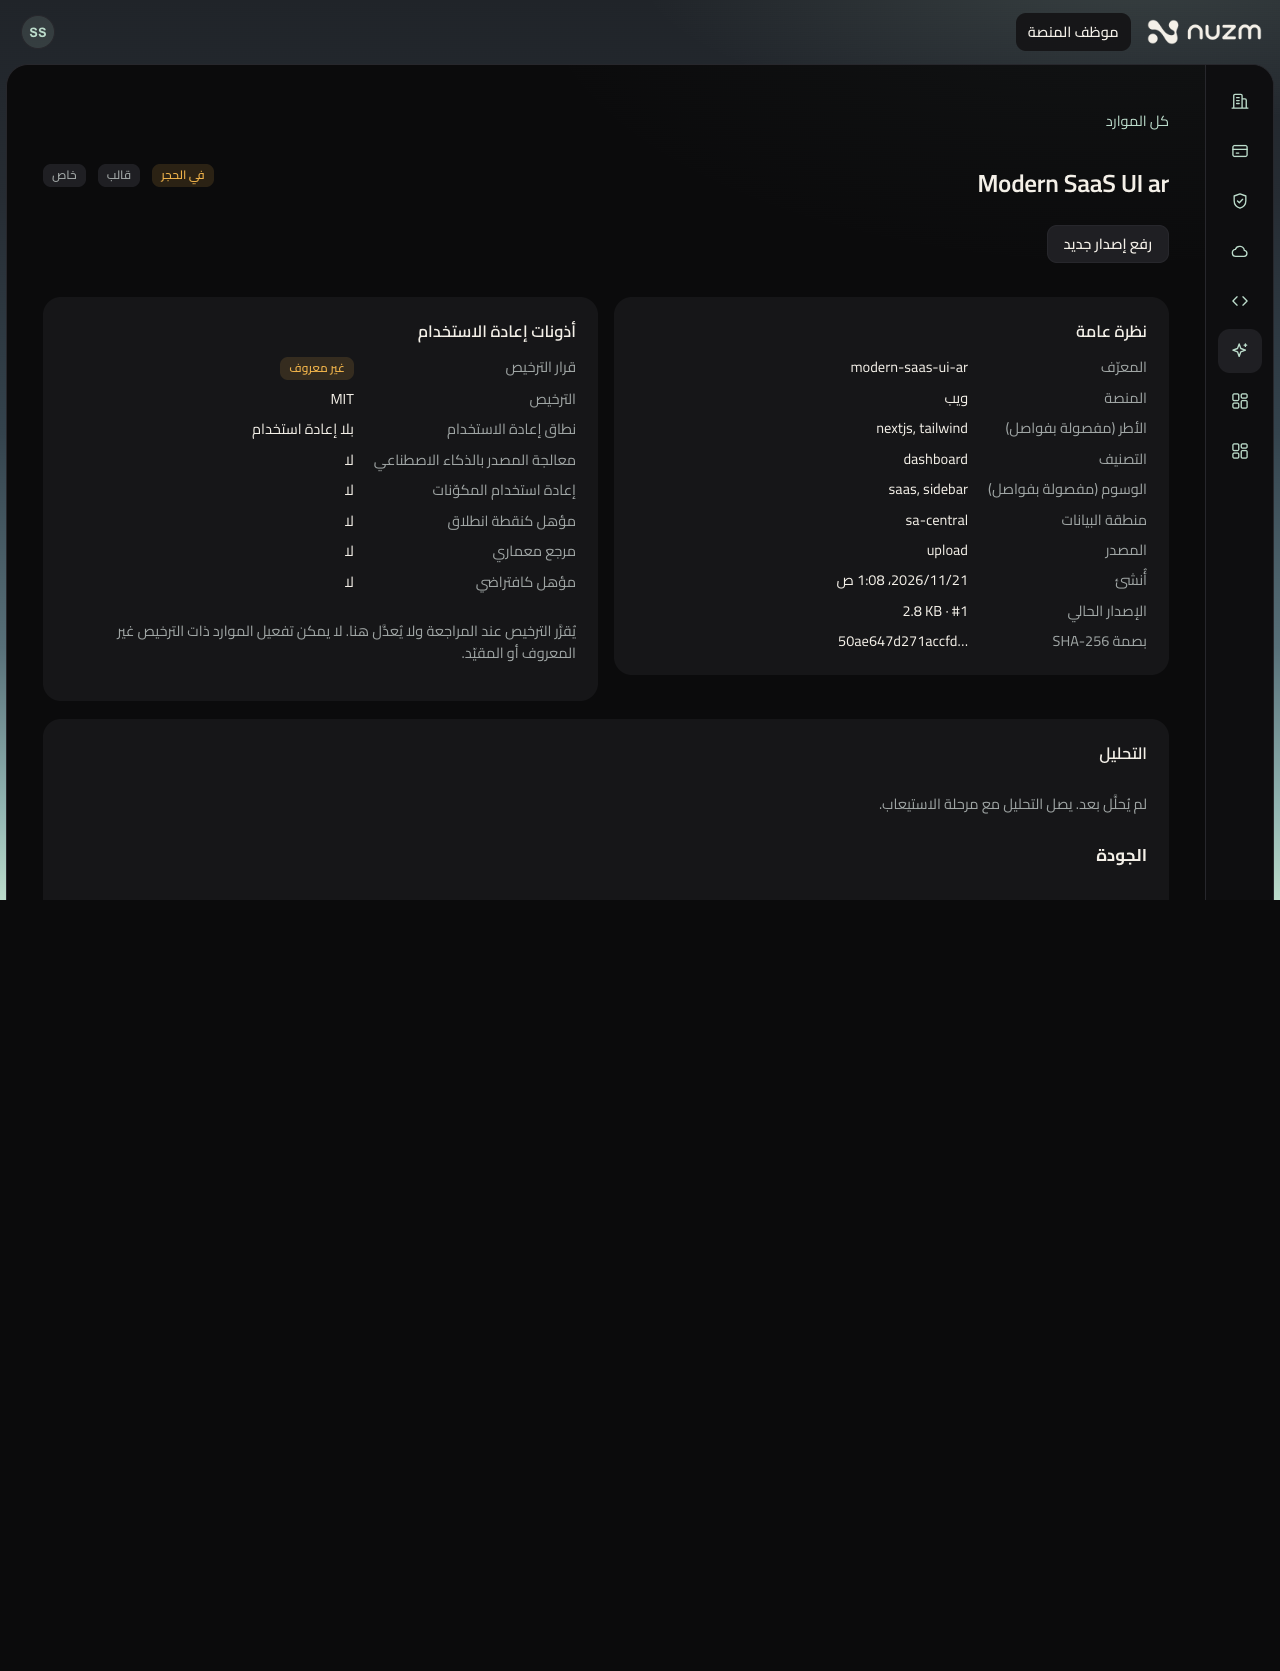 nuzm
موظف المنصة
SS
كل الموارد
Modern SaaS UI ar
في الحجر
قالب
خاص
رفع إصدار جديد
نظرة عامة
المعرّف modern-saas-ui-ar
المنصة ويب
الأطر (مفصولة بفواصل) nextjs, tailwind
التصنيف dashboard
الوسوم (مفصولة بفواصل) saas, sidebar
منطقة البيانات sa-central
المصدر upload
أُنشئ 2026/11/21، 1:08 ص
الإصدار الحالي #1 · 2.8 KB
بصمة SHA-256 50ae647d271accfd…
أذونات إعادة الاستخدام
قرار الترخيص غير معروف
الترخيص MIT
نطاق إعادة الاستخدام بلا إعادة استخدام
معالجة المصدر بالذكاء الاصطناعي لا
إعادة استخدام المكوّنات لا
مؤهل كنقطة انطلاق لا
مرجع معماري لا
مؤهل كافتراضي لا
يُقرَّر الترخيص عند المراجعة ولا يُعدَّل هنا. لا يمكن تفعيل الموارد ذات الترخيص غير
المعروف أو المقيّد.
التحليل
لم يُحلَّل بعد. يصل التحليل مع مرحلة الاستيعاب.
الجودة